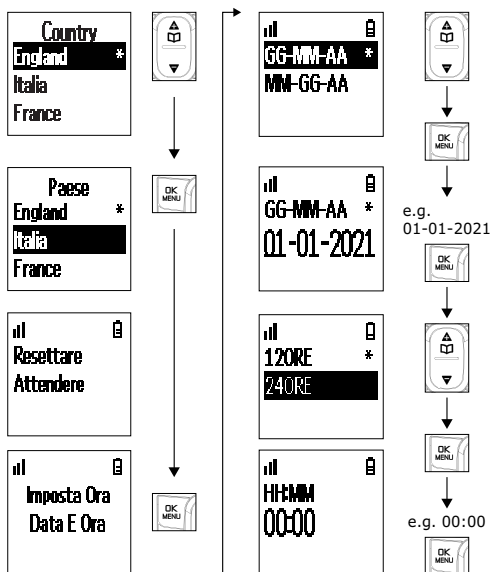 Country
England *
Italia
France
OK
MENU
Paese
England *
Italia
France
Resettare
Attendere
Imposta Ora
Data E Ora
OK
MENU
GG-MM-AA *
MM-GG-AA
OK
MENU
GG-MM-AA *
01-01-2021
e.g.
01-01-2021
OK
MENU
12ORE *
24ORE
OK
MENU
HH:MM
00:00
e.g. 00:00
OK
MENU